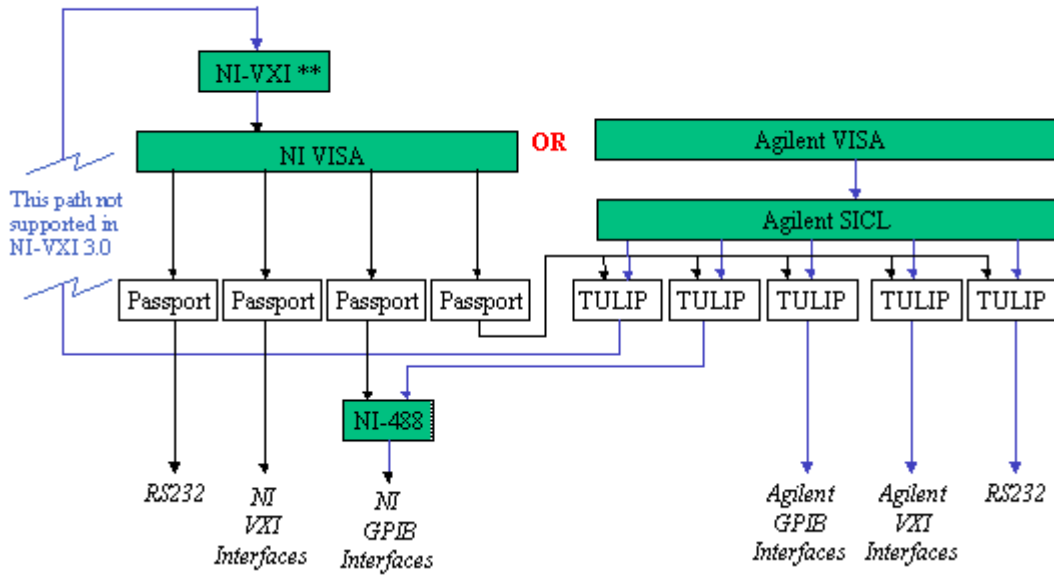 NI-VXI **
NI VISA
OR
Agilent VISA
This path not
supported in
NI-VXI 3.0
Agilent SICL
Passport
Passport
Passport
Passport
TULIP
TULIP
TULIP
TULIP
TULIP
NI-488
RS232
NI
VXI
Interfaces
NI
GPIB
Interfaces
Agilent
GPIB
Interfaces
Agilent
VXI
Interfaces
RS232